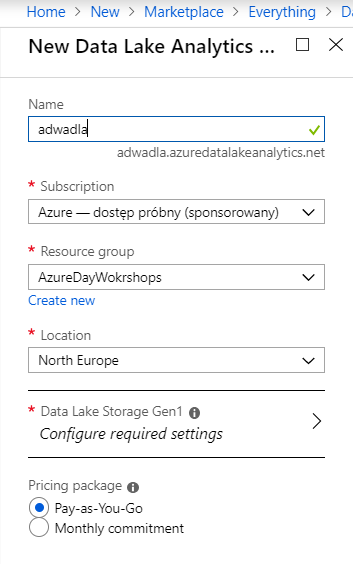 Home > New > Marketplace > Everything >
New Data Lake Analytics ...
Name
adwadla
adwadla.azuredatalakeanalytics.net
* Subscription
Azure — dostęp próbny (sponsorowany)
* Resource group
AzureDayWokrshops
Create new
* Location
North Europe
* Data Lake Storage Gen1
Configure required settings
Pricing package
Pay-as-You-Go
Monthly commitment